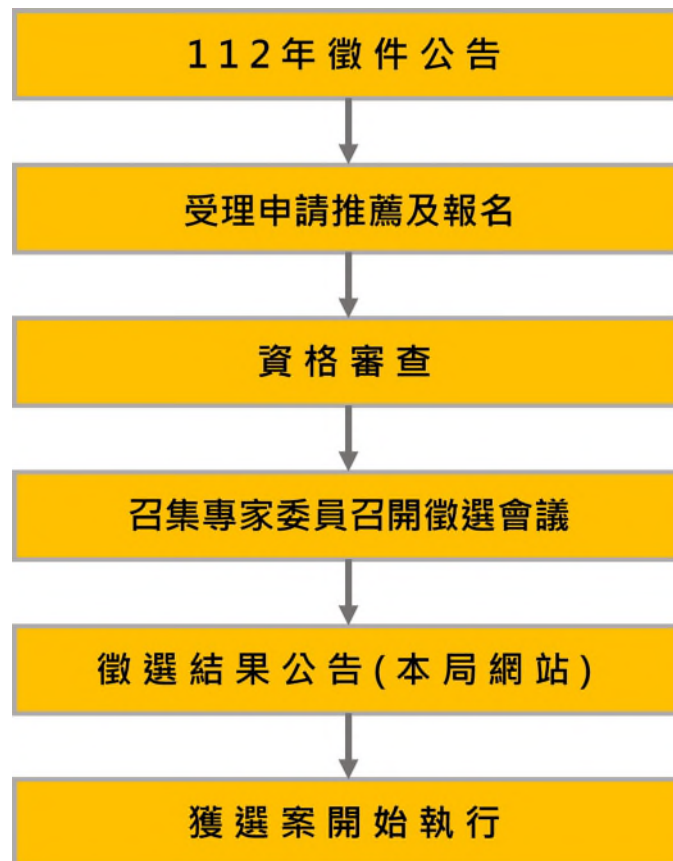 112年徵件公告
受理申請推薦及報名
資格審查
召集專家委員召開徵選會議
徵選結果公告(本局網站)
獲選案開始執行